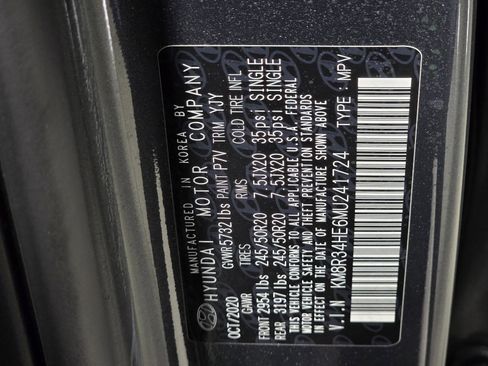 MANUFACTURED IN KOREA BY
HYUNDAI MOTOR COMPANY
GVWR 5732 lbs PAINT P7V TRIM YJY
OCT/2020 GAWR TIRES RIMS COLD TIRE INFL
FRONT 2954 lbs 245/50R20 7.5JX20 35psi SINGLE
REAR 3197 lbs 245/50R20 7.5JX20 35psi SINGLE
THIS VEHICLE CONFORMS TO ALL APPLICABLE U.S.A. FEDERAL
MOTOR VEHICLE SAFETY AND THEFT PREVENTION STANDARDS
IN EFFECT ON THE DATE OF MANUFACTURE SHOWN ABOVE.
V.I.N KM8R34HE6MU241724 TYPE : MPV